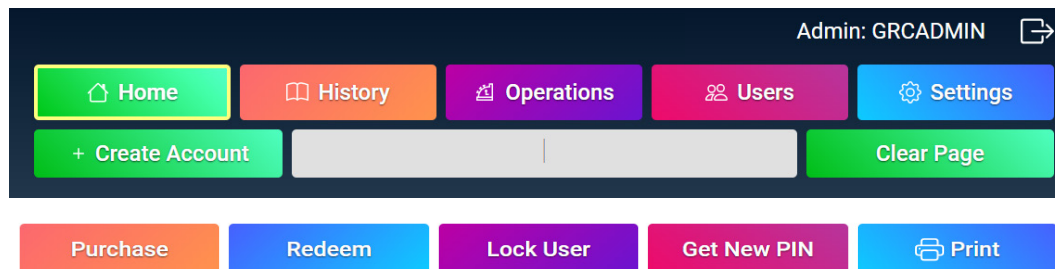 Admin: GRCADMIN
Home History Operations Users Settings
+ Create Account Clear Page
Purchase Redeem Lock User Get New PIN Print